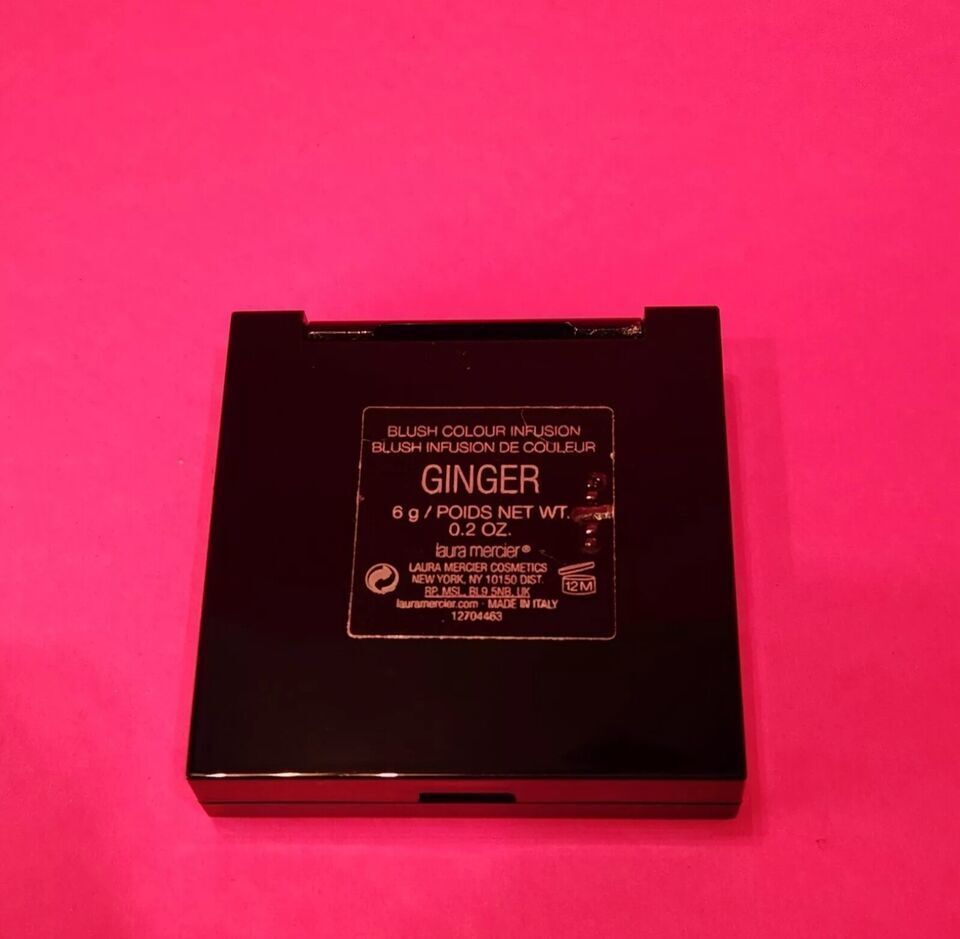 BLUSH COLOUR INFUSION
BLUSH INFUSION DE COULEUR
GINGER
6 g / POIDS NET WT.
0.2 OZ.
laura mercier®
LAURA MERCIER COSMETICS
NEW YORK, NY 10150 DIST.
RP. MSL. BL9 5NB, UK
lauramercier.com · MADE IN ITALY
12704463
12 M